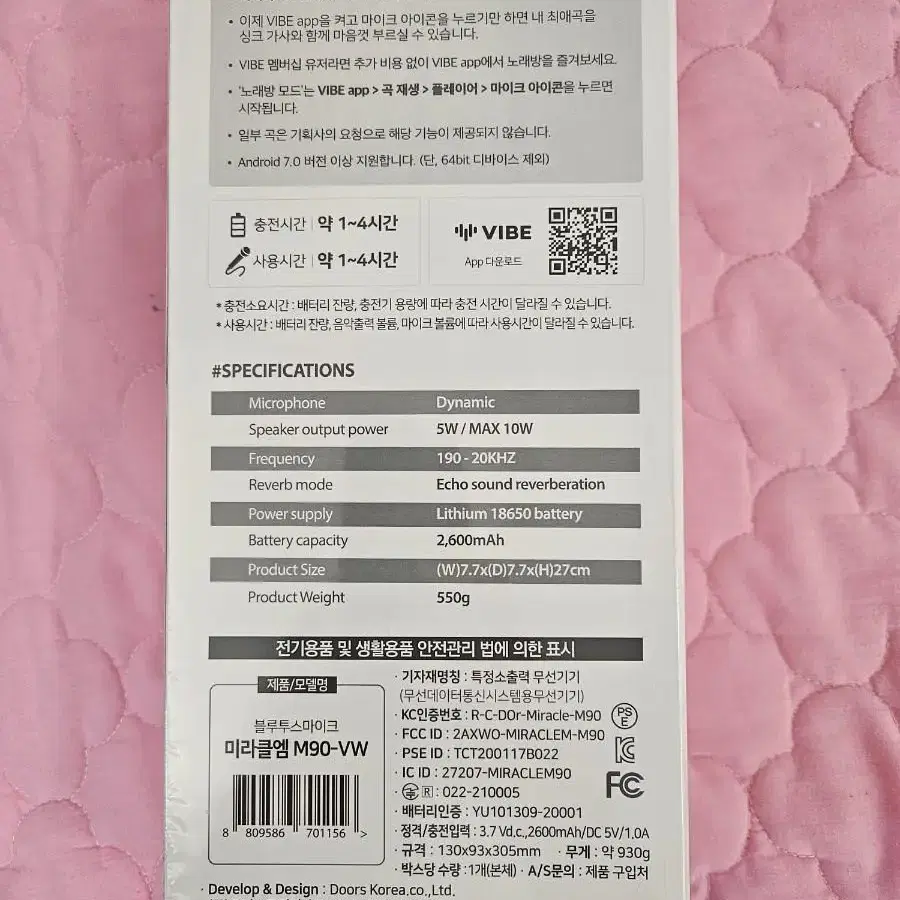 • 이제 VIBE app을 켜고 마이크 아이콘을 누르기만 하면 내 최애곡을
싱크 가사와 함께 마음껏 부르실 수 있습니다.
• VIBE 멤버십 유저라면 추가 비용 없이 VIBE app에서 노래방을 즐겨보세요.
• '노래방 모드'는 VIBE app > 곡 재생 > 플레이어 > 마이크 아이콘을 누르면
시작됩니다.
• 일부 곡은 기획사의 요청으로 해당 기능이 제공되지 않습니다.
• Android 7.0 버전 이상 지원합니다. (단, 64bit 디바이스 제외)
충전시간 | 약 1~4시간
사용시간 | 약 1~4시간
VIBE
App 다운로드
* 충전소요시간 : 배터리 잔량, 충전기 용량에 따라 충전 시간이 달라질 수 있습니다.
* 사용시간 : 배터리 잔량, 음악출력 볼륨, 마이크 볼륨에 따라 사용시간이 달라질 수 있습니다.
#SPECIFICATIONS
Microphone Dynamic
Speaker output power 5W / MAX 10W
Frequency 190 - 20KHZ
Reverb mode Echo sound reverberation
Power supply Lithium 18650 battery
Battery capacity 2,600mAh
Product Size (W)7.7x(D)7.7x(H)27cm
Product Weight 550g
전기용품 및 생활용품 안전관리 법에 의한 표시
제품/모델명
블루투스마이크
미라클엠 M90-VW
8 809586 701156 >
· 기자재명칭 : 특정소출력 무선기기
(무선데이터통신시스템용무선기기)
· KC인증번호 : R-C-DOr-Miracle-M90
· FCC ID : 2AXWO-MIRACLEM-M90
· PSE ID : TCT200117B022
· IC ID : 27207-MIRACLEM90
· R : 022-210005
· 배터리인증 : YU101309-20001
· 정격/충전입력 : 3.7 Vd.c.,2600mAh/DC 5V/1.0A
· 규격 : 130x93x305mm · 무게 : 약 930g
· 박스당 수량 : 1개(본체) · A/S문의 : 제품 구입처
PSE
KC
FC
· Develop & Design : Doors Korea.co.,Ltd.